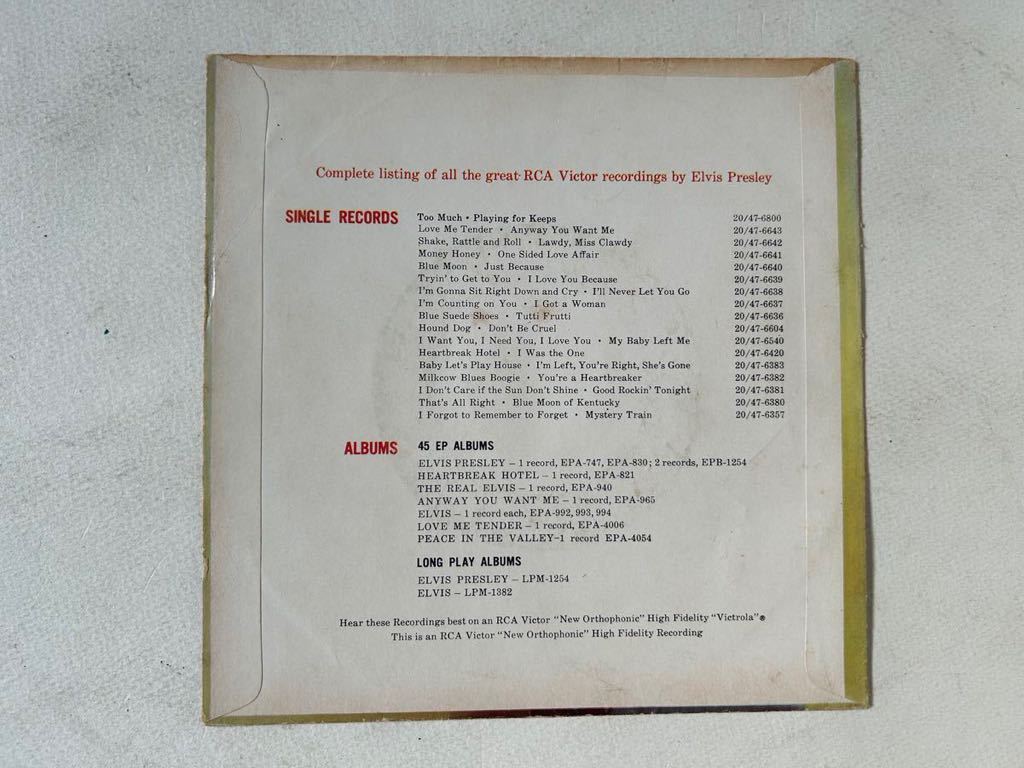 Complete listing of all the great RCA Victor recordings by Elvis Presley
SINGLE RECORDS
Too Much • Playing for Keeps 20/47-6800
Love Me Tender • Anyway You Want Me 20/47-6643
Shake, Rattle and Roll • Lawdy, Miss Clawdy 20/47-6642
Money Honey • One Sided Love Affair 20/47-6641
Blue Moon • Just Because 20/47-6640
Tryin' to Get to You • I Love You Because 20/47-6639
I'm Gonna Sit Right Down and Cry • I'll Never Let You Go 20/47-6638
I'm Counting on You • I Got a Woman 20/47-6637
Blue Suede Shoes • Tutti Frutti 20/47-6636
Hound Dog • Don't Be Cruel 20/47-6604
I Want You, I Need You, I Love You • My Baby Left Me 20/47-6540
Heartbreak Hotel • I Was the One 20/47-6420
Baby Let's Play House • I'm Left, You're Right, She's Gone 20/47-6383
Milkcow Blues Boogie • You're a Heartbreaker 20/47-6382
I Don't Care if the Sun Don't Shine • Good Rockin' Tonight 20/47-6381
That's All Right • Blue Moon of Kentucky 20/47-6380
I Forgot to Remember to Forget • Mystery Train 20/47-6357
ALBUMS
45 EP ALBUMS
ELVIS PRESLEY – 1 record, EPA-747, EPA-830; 2 records, EPB-1254
HEARTBREAK HOTEL – 1 record, EPA-821
THE REAL ELVIS – 1 record, EPA-940
ANYWAY YOU WANT ME – 1 record, EPA-965
ELVIS – 1 record each, EPA-992, 993, 994
LOVE ME TENDER – 1 record, EPA-4006
PEACE IN THE VALLEY–1 record EPA-4054
LONG PLAY ALBUMS
ELVIS PRESLEY – LPM-1254
ELVIS – LPM-1382
Hear these Recordings best on an RCA Victor "New Orthophonic" High Fidelity "Victrola"®
This is an RCA Victor "New Orthophonic" High Fidelity Recording